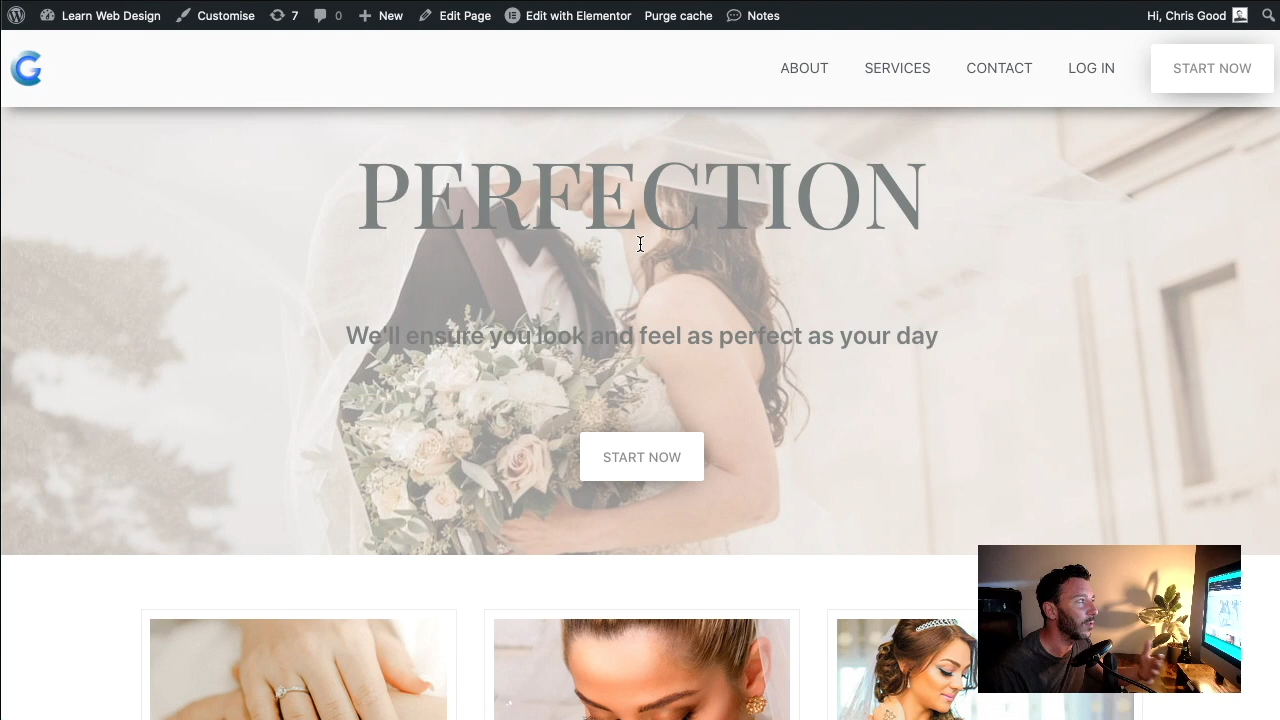 Learn Web Design Customise 7 0 New Edit Page Edit with Elementor Purge cache Notes Hi, Chris Good
G ABOUT SERVICES CONTACT LOG IN START NOW
PERFECTION
We'll ensure you look and feel as perfect as your day
START NOW